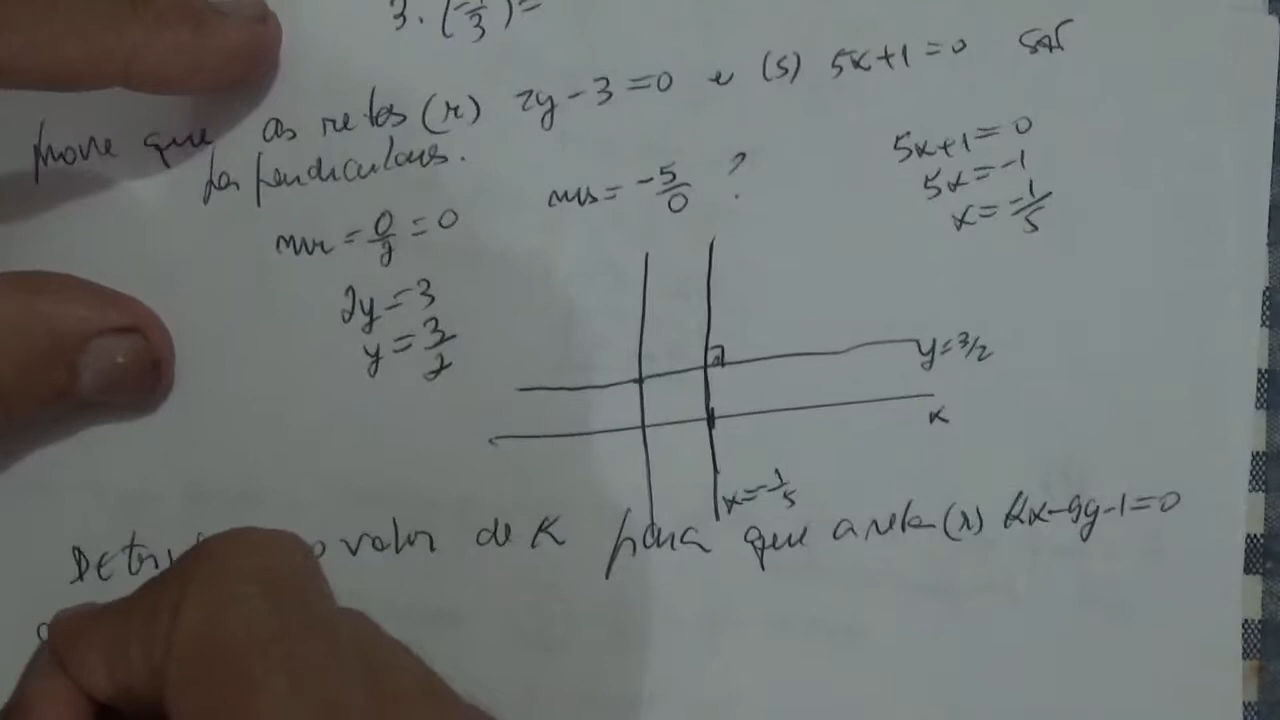 3. (-1/3)=
prove que as retas (r) 2y-3=0 e (s) 5x+1=0 são
perpendiculares.
mr = 0/2 = 0
ms = -5/0 ?
5x+1=0
5x=-1
x=-1/5
2y=3
y=3/2
y=3/2
x
x=-1/5
valor de K para que a reta (r) kx-9y-1=0